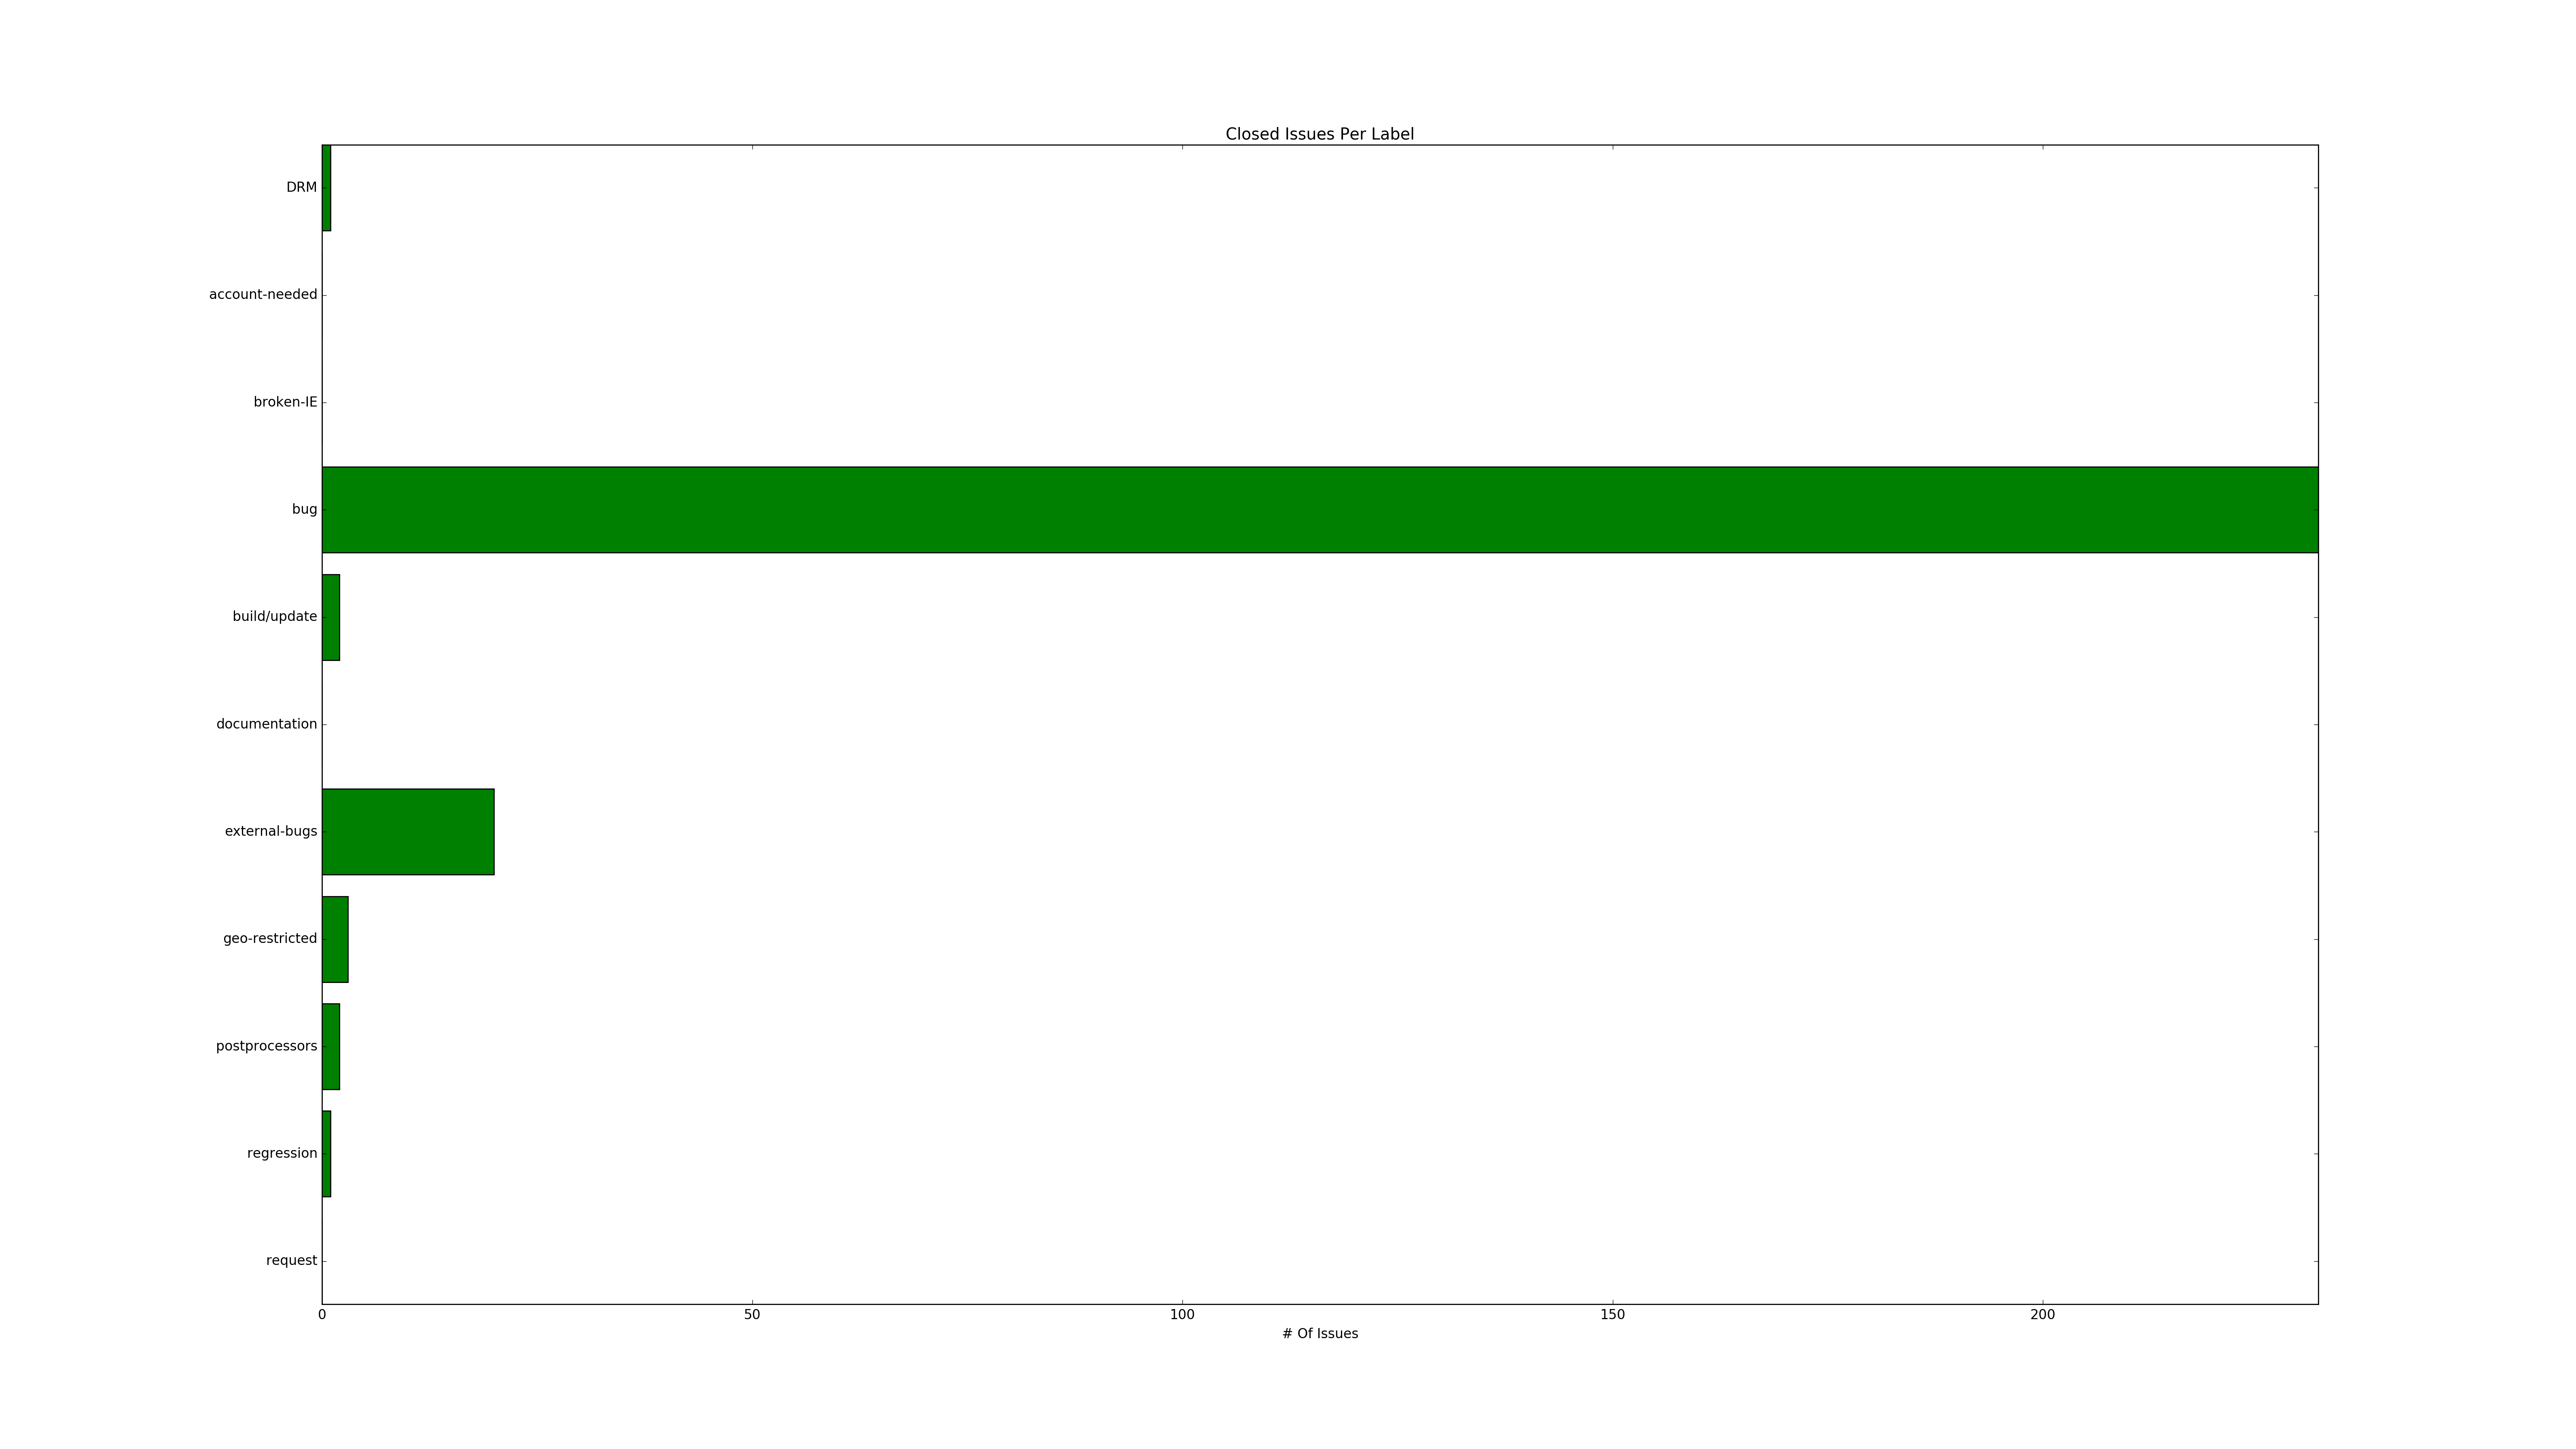 Closed Issues Per Label
DRM
account-needed
broken-IE
bug
build/update
documentation
external-bugs
geo-restricted
postprocessors
regression
request
0 50 100 150 200
# Of Issues